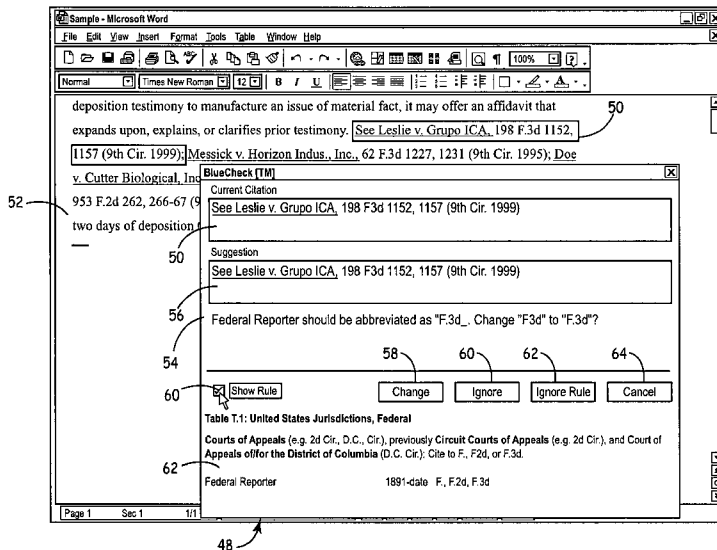 Sample - Microsoft Word
File Edit View Insert Format Tools Table Window Help
100%
Normal Times New Roman 12 B I U A
deposition testimony to manufacture an issue of material fact, it may offer an affidavit that
expands upon, explains, or clarifies prior testimony. See Leslie v. Grupo ICA, 198 F.3d 1152,
50
1157 (9th Cir. 1999); Messick v. Horizon Indus., Inc., 62 F.3d 1227, 1231 (9th Cir. 1995); Doe
v. Cutter Biological, Inc
52
953 F.2d 262, 266-67 (9
two days of deposition
BlueCheck [TM]
Current Citation
See Leslie v. Grupo ICA, 198 F3d 1152, 1157 (9th Cir. 1999)
50
Suggestion
See Leslie v. Grupo ICA, 198 F3d 1152, 1157 (9th Cir. 1999)
56
Federal Reporter should be abbreviated as "F.3d_. Change "F3d" to "F.3d"?
54
58 60 62 64
60 Show Rule Change Ignore Ignore Rule Cancel
Table T.1: United States Jurisdictions, Federal
Courts of Appeals (e.g. 2d Cir., D.C., Cir.), previously Circuit Courts of Appeals (e.g. 2d Cir.), and Court of
Appeals of/for the District of Columbia (D.C. Cir.): Cite to F., F2d, or F.3d.
62
Federal Reporter 1891-date F., F.2d, F.3d
Page 1 Sec 1 1/1
48